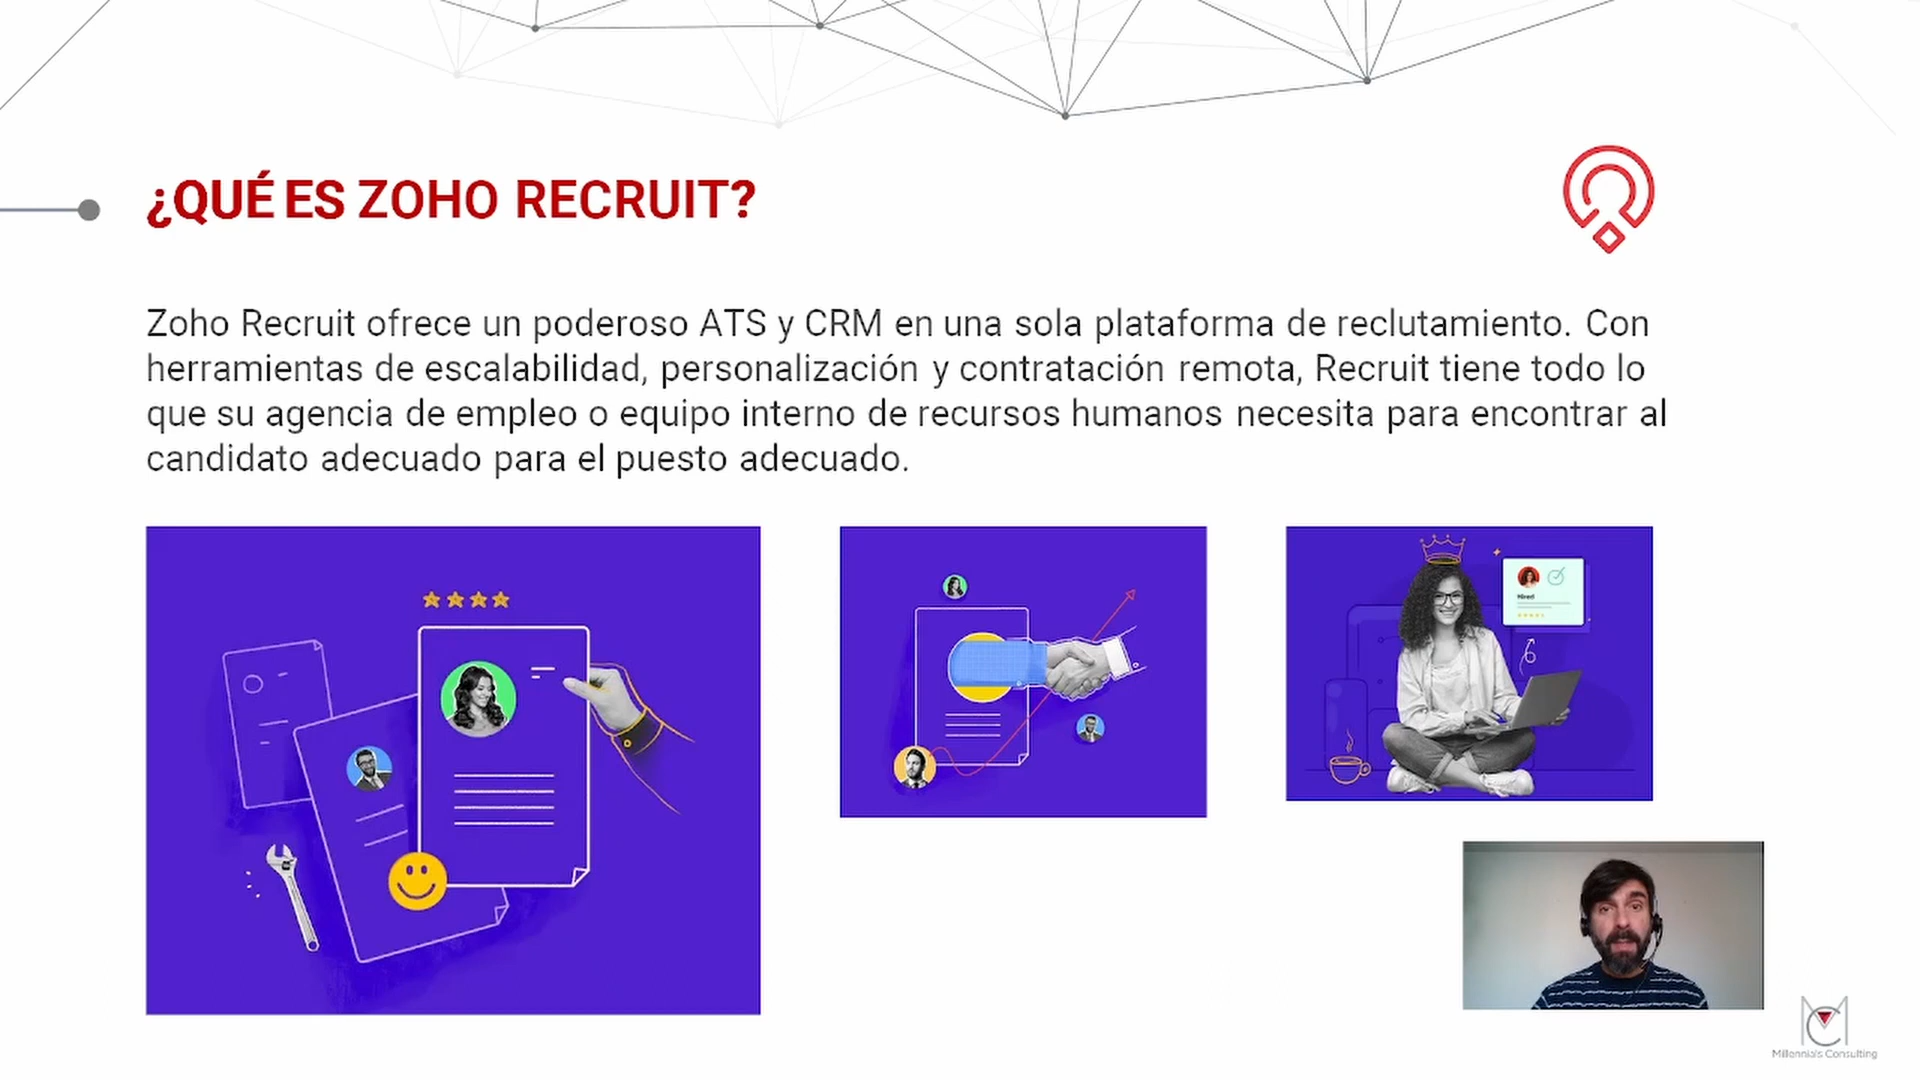 ¿QUÉ ES ZOHO RECRUIT?
Zoho Recruit ofrece un poderoso ATS y CRM en una sola plataforma de reclutamiento. Con
herramientas de escalabilidad, personalización y contratación remota, Recruit tiene todo lo
que su agencia de empleo o equipo interno de recursos humanos necesita para encontrar al
candidato adecuado para el puesto adecuado.
Hired
MC
Millennials Consulting